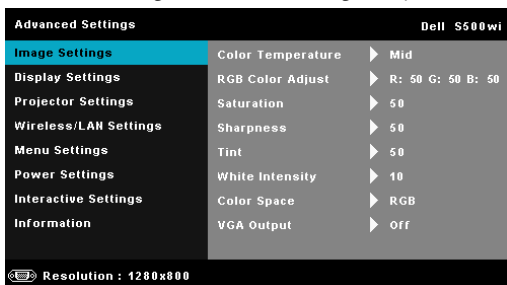 Advanced Settings Dell S500wi
Image Settings Color Temperature Mid
Display Settings RGB Color Adjust R: 50 G: 50 B: 50
Projector Settings Saturation 50
Wireless/LAN Settings Sharpness 50
Menu Settings Tint 50
Power Settings White Intensity 10
Interactive Settings Color Space RGB
Information VGA Output Off
Resolution : 1280x800